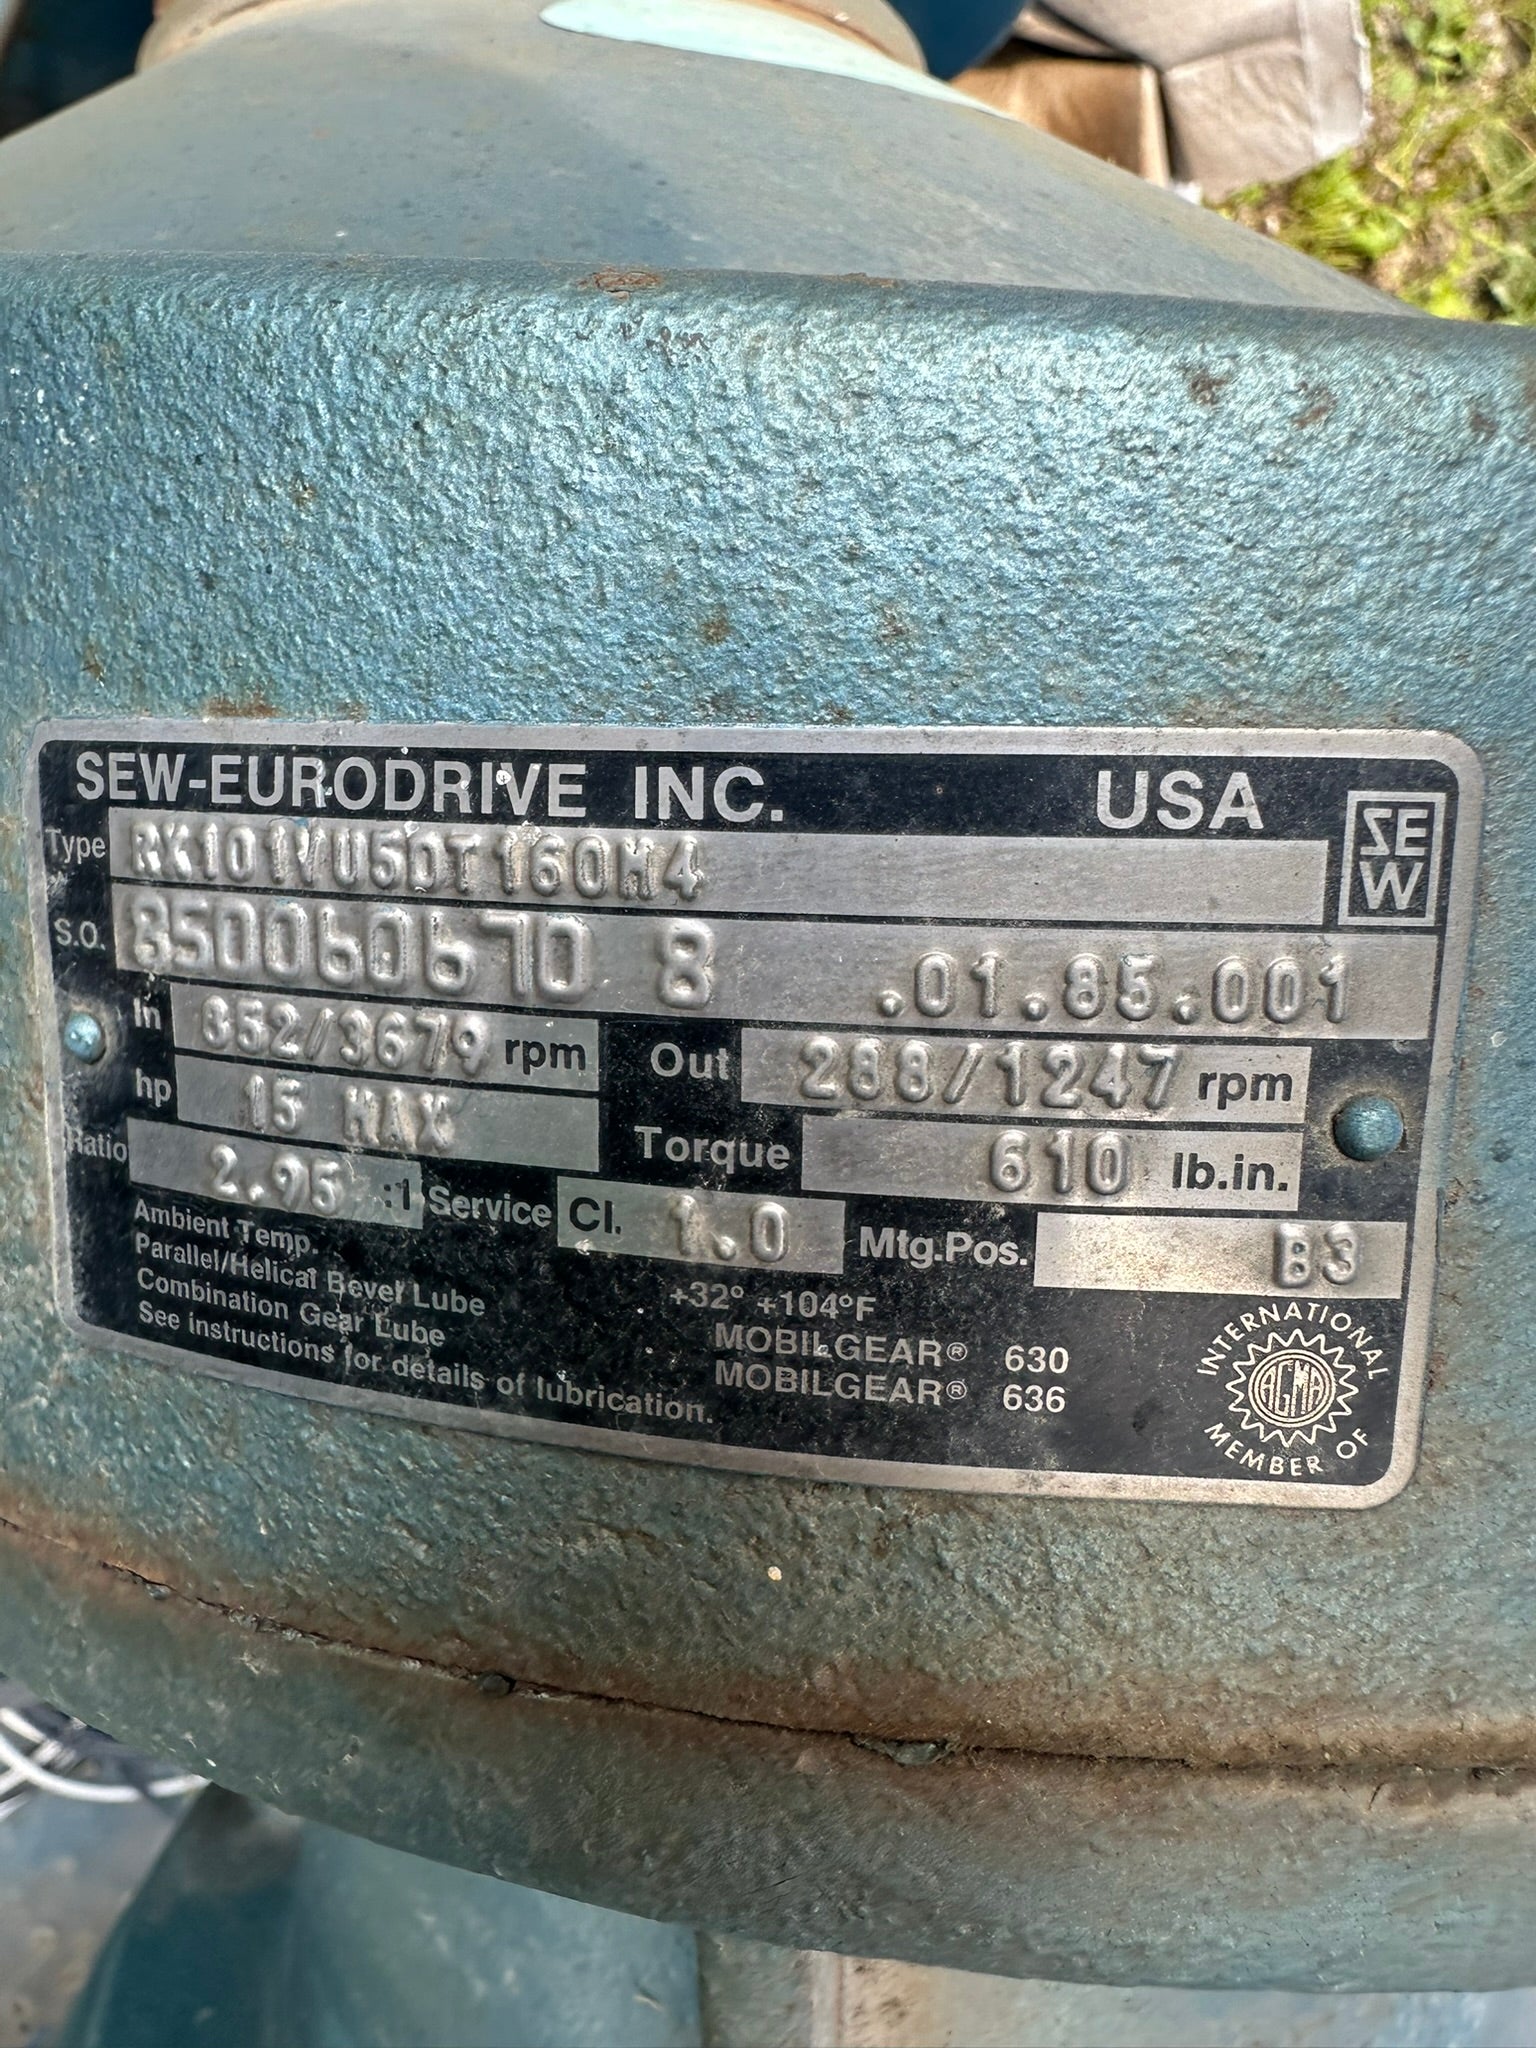 SEW-EURODRIVE INC. USA
SEW
Type RX101VU5DT160M4
S.O. 850060670 8 .01.85.001
In 852/3679 rpm Out 288/1247 rpm
hp 15 MAX Torque 610 lb.in.
Ratio 2.95 :1 Service Cl. 1.0 Mtg.Pos. B3
Ambient Temp. +32° +104°F
Parallel/Helical Bevel Lube MOBILGEAR® 630
Combination Gear Lube MOBILGEAR® 636
See instructions for details of lubrication.
INTERNATIONAL
AGMA
MEMBER OF